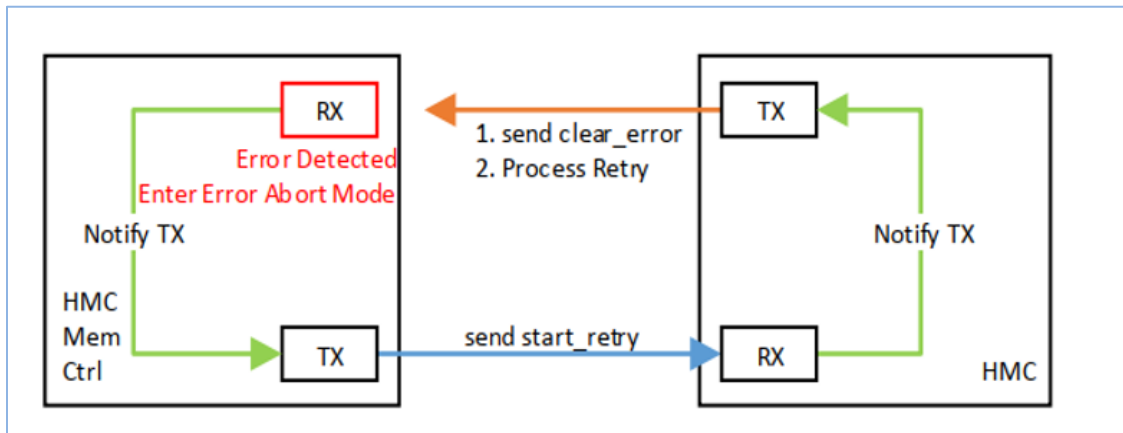 RX
Error Detected
Enter Error Abort Mode
Notify TX
HMC
Mem
Ctrl
TX
1. send clear_error
2. Process Retry
send start_retry
TX
Notify TX
RX
HMC